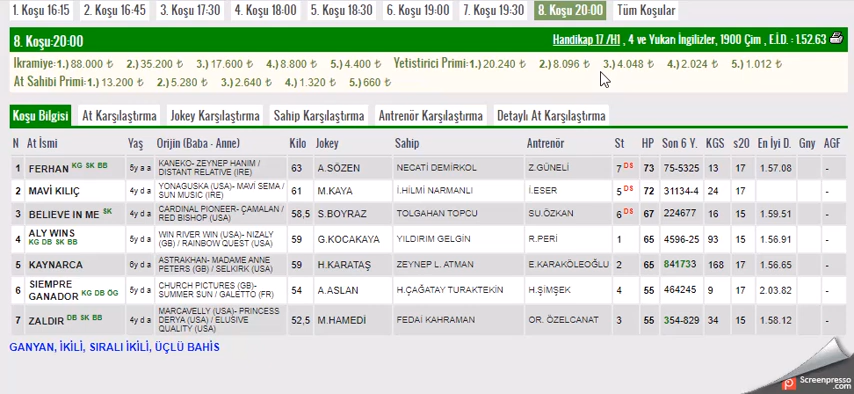 1. Koşu 16:15 2. Koşu 16:45 3. Koşu 17:30 4. Koşu 18:00 5. Koşu 18:30 6. Koşu 19:00 7. Koşu 19:30 8. Koşu 20:00 Tüm Koşular
8. Koşu:20:00 Handikap 17 /H1 , 4 ve Yukarı İngilizler, 1900 Çim , E.İ.D. : 1.52.63
İkramiye: 1.) 88.000 ₺ 2.) 35.200 ₺ 3.) 17.600 ₺ 4.) 8.800 ₺ 5.) 4.400 ₺ Yetiştirici Primi: 1.) 20.240 2.) 8.096 ₺ 3.) 4.048 ₺ 4.) 2.024 ₺ 5.) 1.012 ₺
At Sahibi Primi: 1.) 13.200 ₺ 2.) 5.280 ₺ 3.) 2.640 ₺ 4.) 1.320 ₺ 5.) 660 ₺
Koşu Bilgisi At Karşılaştırma Jokey Karşılaştırma Sahip Karşılaştırma Antrenör Karşılaştırma Detaylı At Karşılaştırma
N At İsmi Yaş Orijin (Baba - Anne) Kilo Jokey Sahip Antrenör St HP Son 6 Y. KGS s20 En İyi D. Gny AGF
1 FERHAN KG SK BB 5y a a KANEKO- ZEYNEP HANIM / DISTANT RELATIVE (IRE) 63 A.SÖZEN NECATİ DEMİRKOL Z.GÜNELİ 7 DS 73 75-5325 13 17 1.57.08 -
2 MAVİ KILIÇ 4y d a YONAGUSKA (USA)- MAVİ SEMA / SUN MUSIC (IRE) 61 M.KAYA İ.HİLMİ NARMANLI İ.ESER 5 DS 72 31134-4 24 17 -
3 BELIEVE IN ME SK 4y d a CARDINAL PIONEER- ÇAMALAN / RED BISHOP (USA) 58,5 S.BOYRAZ TOLGAHAN TOPCU SU.ÖZKAN 6 DS 67 224677 16 15 1.59.51 -
4 ALY WINS KG DB SK BB 6y d a WIN RIVER WIN (USA)- NIZALY (GB) / RAINBOW QUEST (USA) 59 G.KOCAKAYA YILDIRIM GELGİN R.PERİ 1 65 4596-25 93 15 1.56.91 -
5 KAYNARCA 6y d a ASTRAKHAN- MADAME ANNE PETERS (GB) / SELKIRK (USA) 59 H.KARATAŞ ZEYNEP L. ATMAN E.KARAKÖLEOĞLU 2 65 841733 168 17 1.56.65 -
6 SIEMPRE GANADOR KG DB ÖG 5y d a CHURCH PICTURES (GB)- SUMMER SUN / GALETTO (FR) 54 A.ASLAN H.ÇAĞATAY TURAKTEKİN H.ŞİMŞEK 4 55 464245 9 17 2.03.82 -
7 ZALDIR DB SK BB 4y d a MARCAVELLY (USA)- PRINCESS DERYA (USA) / ELUSIVE QUALITY (USA) 52,5 M.HAMEDİ FEDAİ KAHRAMAN OR. ÖZELCANAT 3 55 354-829 34 15 1.58.12 -
GANYAN, İKİLİ, SIRALI İKİLİ, ÜÇLÜ BAHİS
Screenpresso
.com